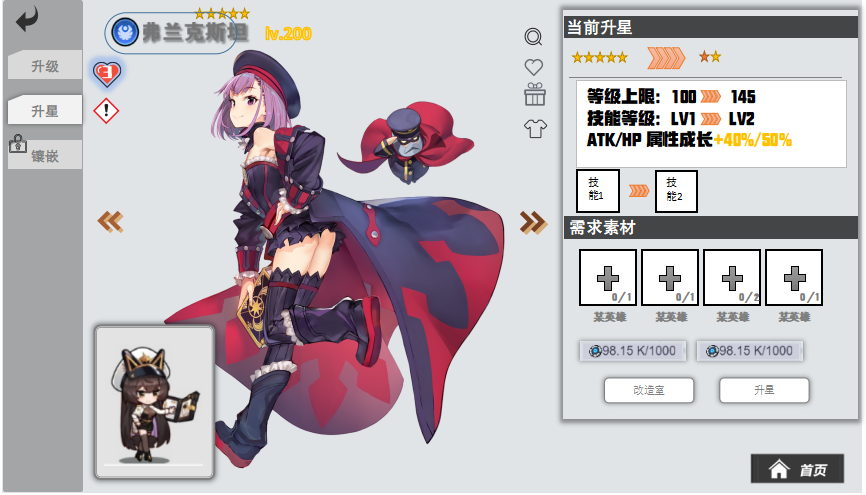 弗兰克斯坦 lv.200
3
!
升级
升星
镶嵌
当前升星
等级上限: 100 145
技能等级: LV1 LV2
ATK/HP 属性成长+40%/50%
技能1
技能2
需求素材
0/1 0/1 0/2 0/1
某英雄 某英雄 某英雄 某英雄
98.15 K/1000 98.15 K/1000
改造室 升星
首页